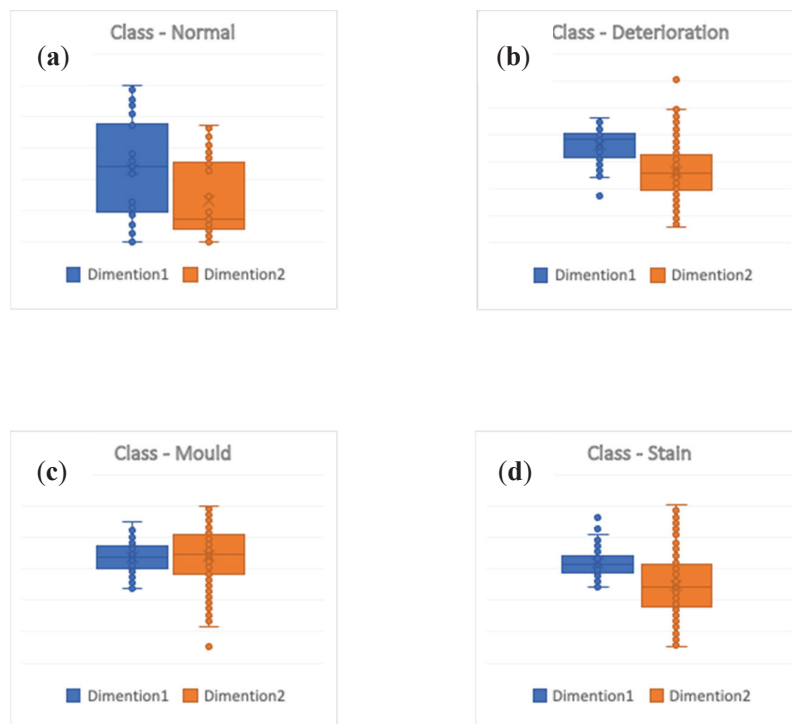 Class - Normal
(a)
Dimention1 Dimention2
Class - Deterioration
(b)
Dimention1 Dimention2
Class - Mould
(c)
Dimention1 Dimention2
Class - Stain
(d)
Dimention1 Dimention2